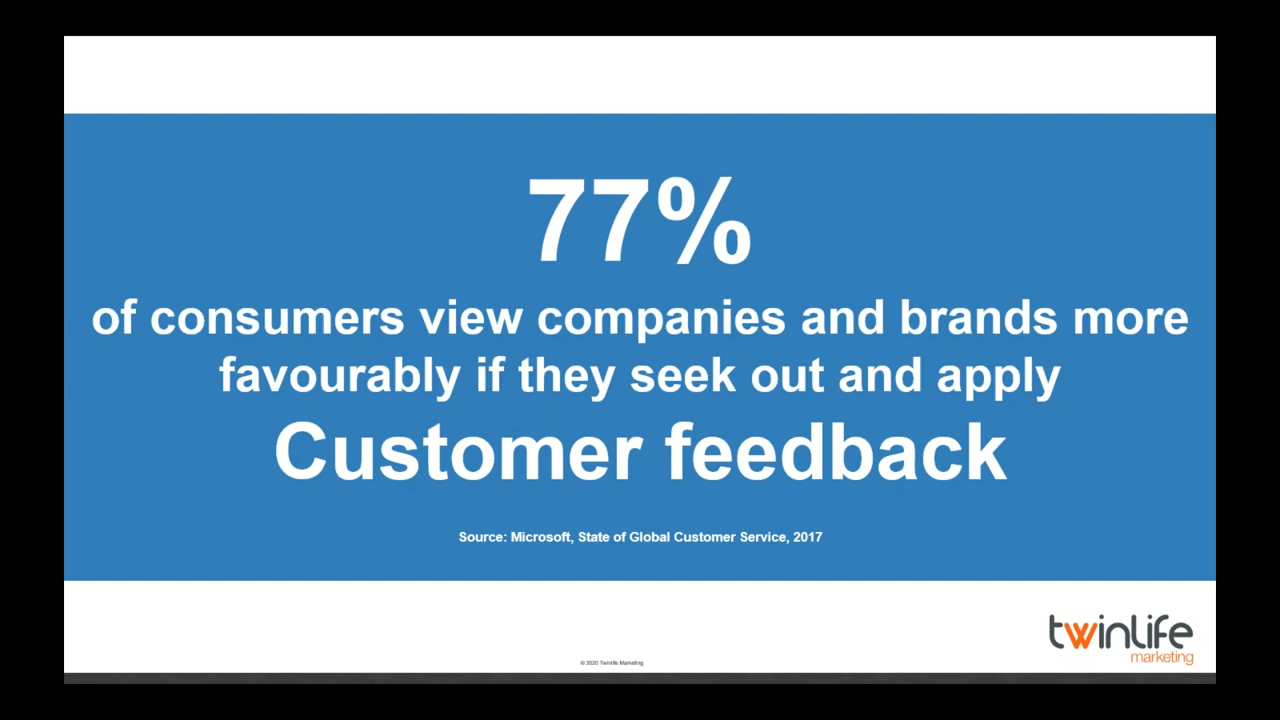 77%
of consumers view companies and brands more
favourably if they seek out and apply
Customer feedback
Source: Microsoft, State of Global Customer Service, 2017
twinlife
marketing
© 2020 Twinlife Marketing